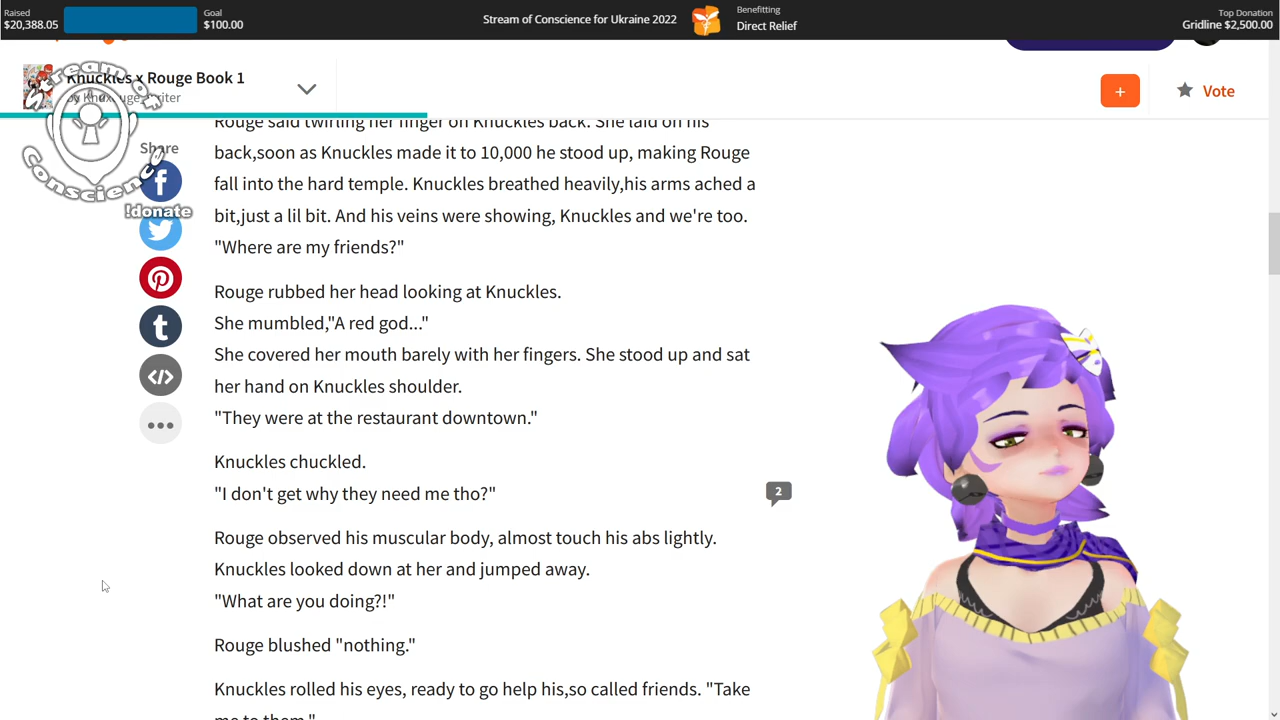 Raised
$20,388.05
Goal
$100.00
Stream of Conscience for Ukraine 2022
Benefitting
Direct Relief
Top Donation
Gridline $2,500.00
Knuckles x Rouge Book 1
+
Vote
Stream of
Conscience
!donate
Share
Rouge said twirling her finger on Knuckles back. She laid on his
back,soon as Knuckles made it to 10,000 he stood up, making Rouge
fall into the hard temple. Knuckles breathed heavily,his arms ached a
bit,just a lil bit. And his veins were showing, Knuckles and we're too.
"Where are my friends?"
Rouge rubbed her head looking at Knuckles.
She mumbled,"A red god..."
She covered her mouth barely with her fingers. She stood up and sat
her hand on Knuckles shoulder.
"They were at the restaurant downtown."
Knuckles chuckled.
"I don't get why they need me tho?"
2
Rouge observed his muscular body, almost touch his abs lightly.
Knuckles looked down at her and jumped away.
"What are you doing?!"
Rouge blushed "nothing."
Knuckles rolled his eyes, ready to go help his,so called friends. "Take
me to them."